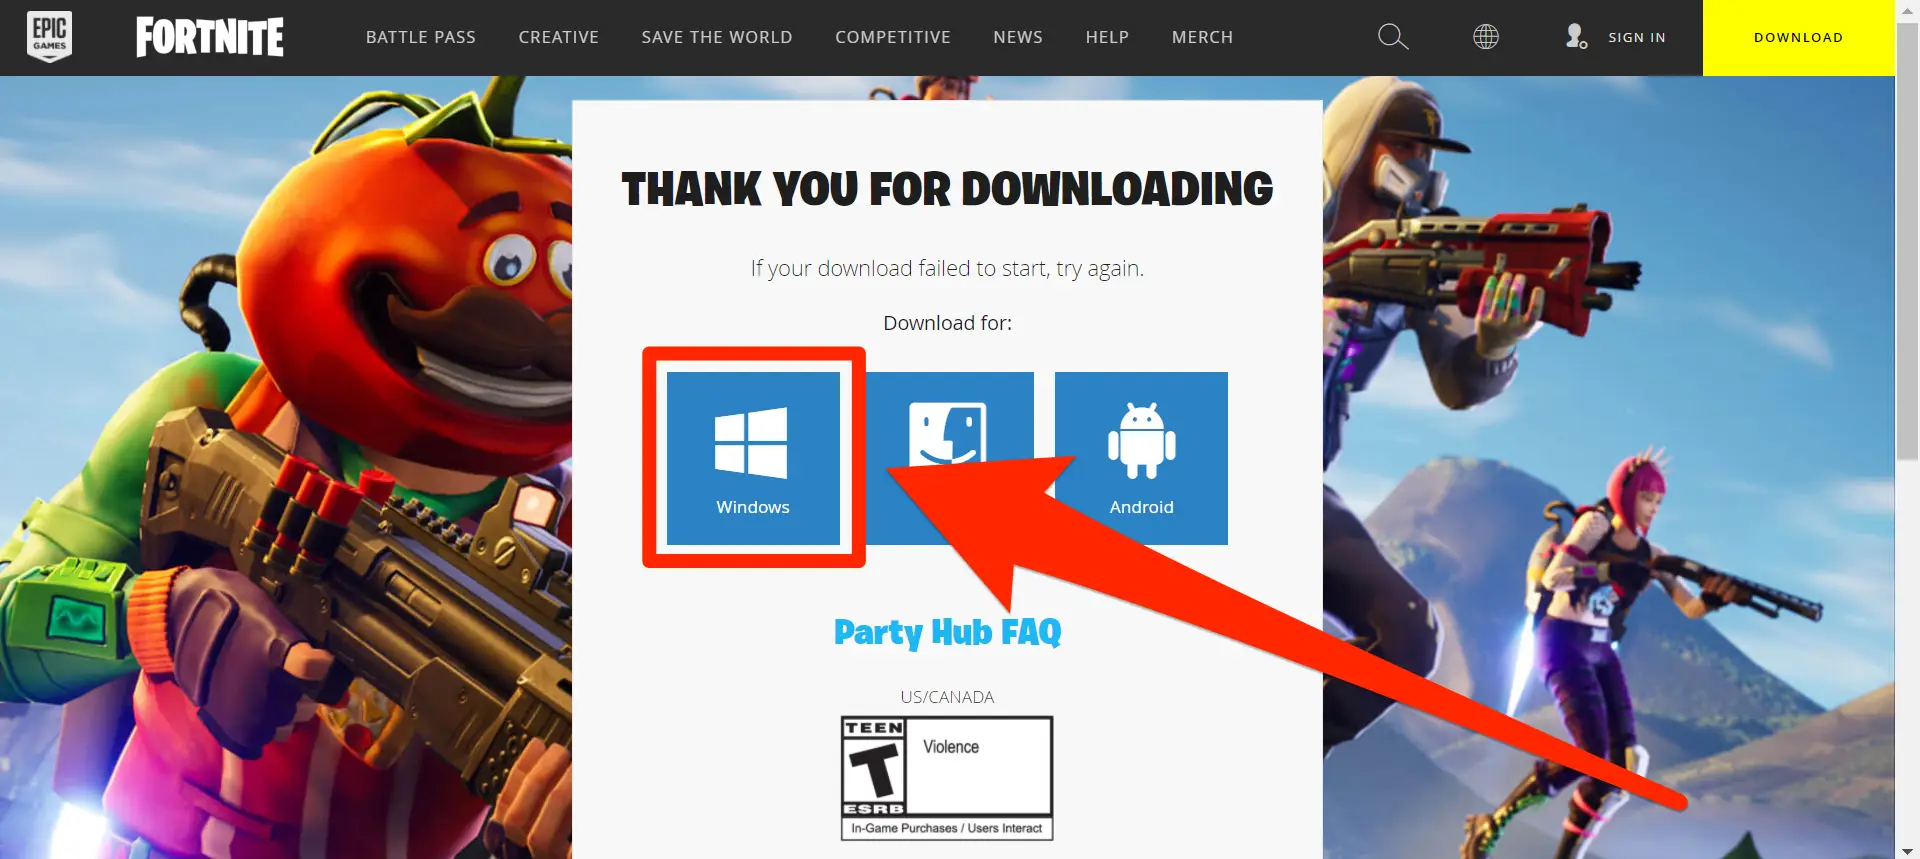 EPIC
GAMES
FORTNITE
BATTLE PASS
CREATIVE
SAVE THE WORLD
COMPETITIVE
NEWS
HELP
MERCH
SIGN IN
DOWNLOAD
THANK YOU FOR DOWNLOADING
If your download failed to start, try again.
Download for:
Windows
Android
Party Hub FAQ
US/CANADA
TEEN
T
ESRB
Violence
In-Game Purchases / Users Interact